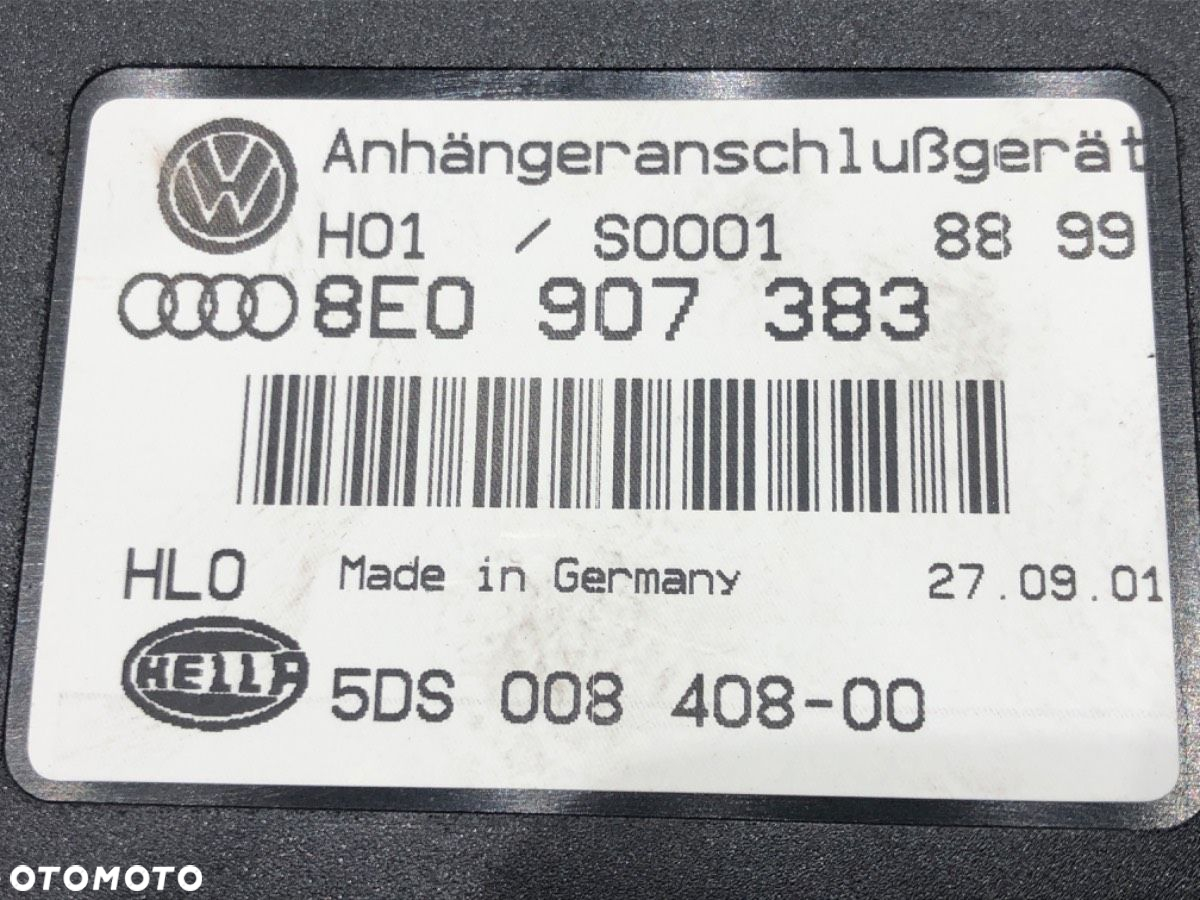 Anhängeranschlußgerät
H01 / S0001 88 99
8E0 907 383
HLO Made in Germany 27.09.01
HELLA 5DS 008 408-00
OTOMOTO